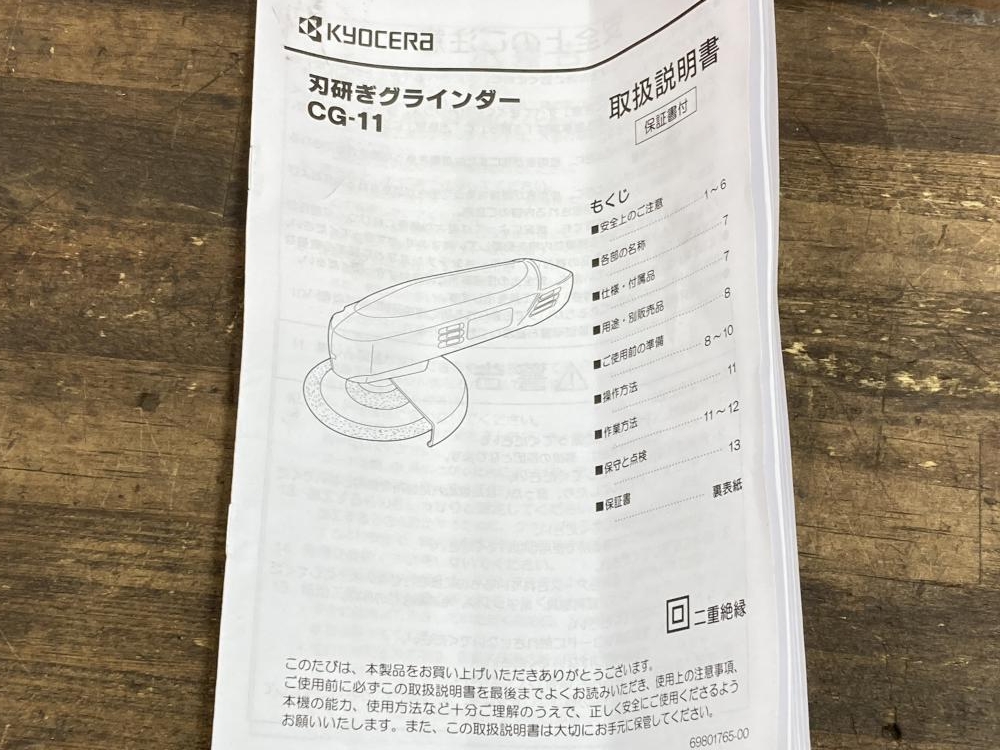 KYOCERA
刃研ぎグラインダー
CG-11
取扱説明書
保証書付
もくじ
■安全上のご注意 1〜6
■各部の名称 7
■仕様・付属品 7
■用途・別販売品 8
■ご使用前の準備 8〜10
■操作方法 11
■作業方法 11〜12
■保守と点検 13
■保証書 裏表紙
二重絶縁
このたびは、本製品をお買い上げいただきありがとうございます。
ご使用前に必ずこの取扱説明書を最後までよくお読みいただき、使用上の注意事項、
本機の能力、使用方法など十分ご理解のうえで、正しく安全にご使用くださるよう
お願いいたします。また、この取扱説明書は大切にお手元に保管してください。
69801765-00